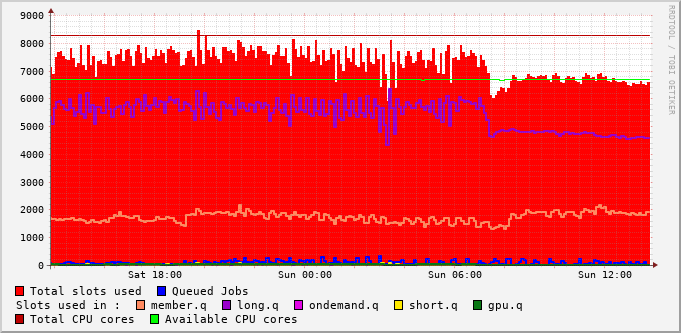 9000
8000
7000
6000
5000
4000
3000
2000
1000
0
Sat 18:00 Sun 00:00 Sun 06:00 Sun 12:00
RRDTOOL / TOBI OETIKER
Total slots used Queued Jobs
Slots used in : member.q long.q ondemand.q short.q gpu.q
Total CPU cores Available CPU cores